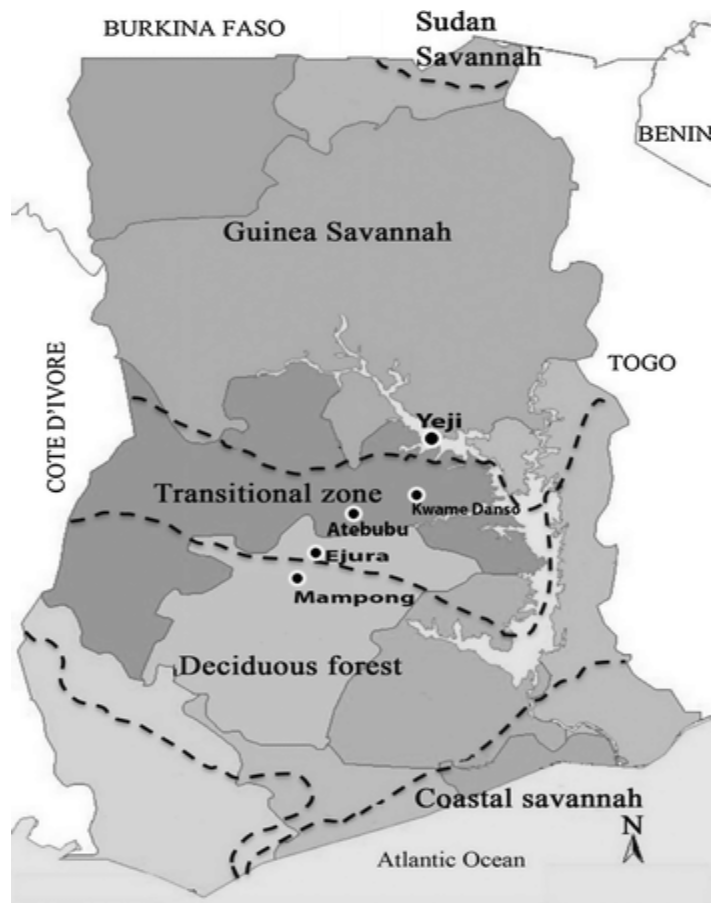 BURKINA FASO
Sudan
Savannah
BENIN
Guinea Savannah
COTE D'IVORE
TOGO
Yeji
Transitional zone
Kwame Danso
Atebubu
Ejura
Mampong
Deciduous forest
Coastal savannah
N
Atlantic Ocean